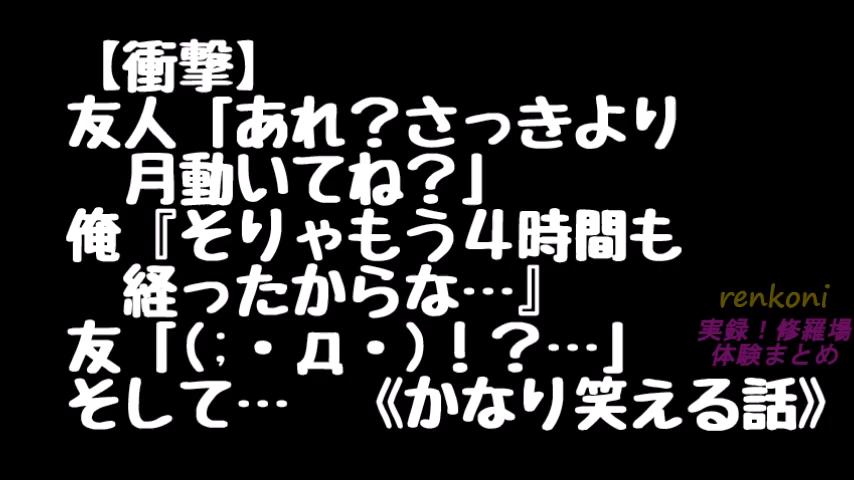 【衝撃】
友人「あれ？さっきより
月動いてね？」
俺『そりゃもう４時間も
経ったからな…』
友「(；・д・)！？…」
そして…　《かなり笑える話》
renkoni
実録！修羅場
体験まとめ